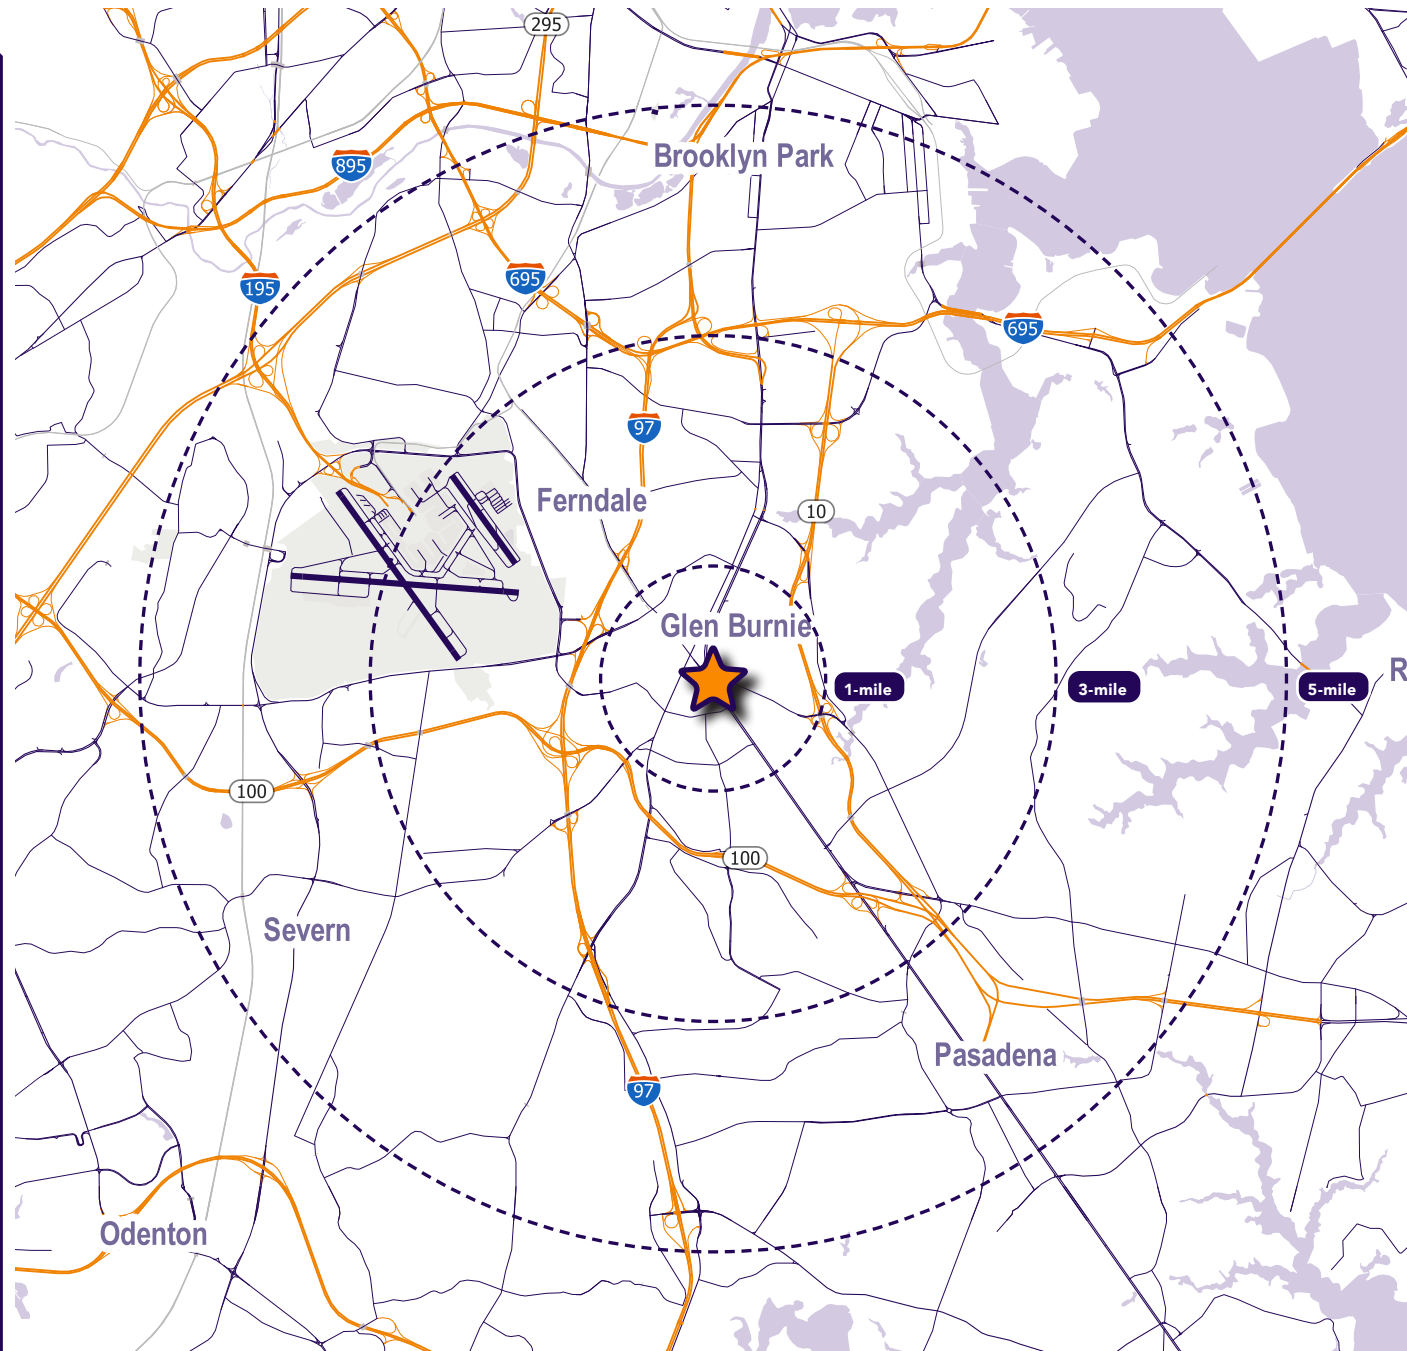 295
Brooklyn Park
895
195
695
695
97
Ferndale
10
Glen Burnie
1-mile
3-mile
5-mile
R
100
100
Severn
Pasadena
97
Odenton